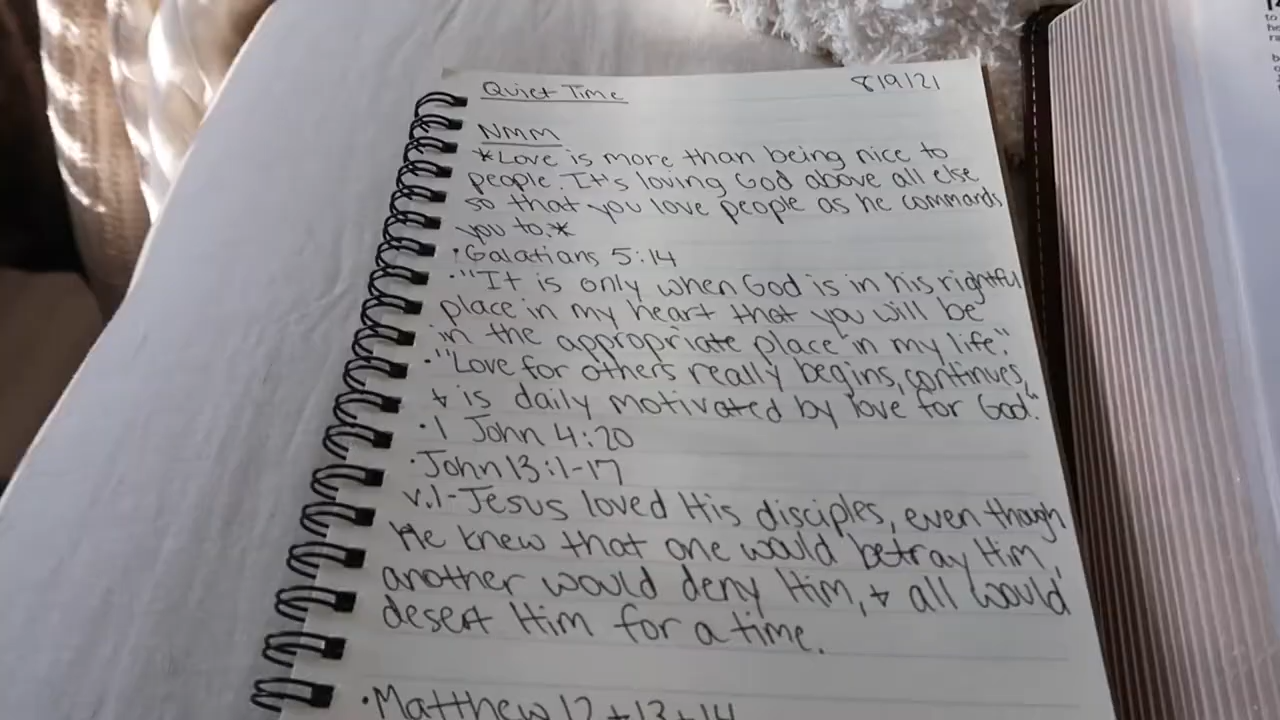 Quiet Time 8/9/21
NMM
*Love is more than being nice to
people. It's loving God above all else
so that you love people as he commands
you to.*
·Galatians 5:14
·"It is only when God is in his rightful
place in my heart that you will be
in the appropriate place in my life."
·"Love for others really begins, continues,
+ is daily motivated by love for God."
·1 John 4:20
·John 13:1-17
v.1-Jesus loved His disciples, even though
He knew that one would betray Him,
another would deny Him, + all would
desert Him for a time.
·Matthew 12+13+14